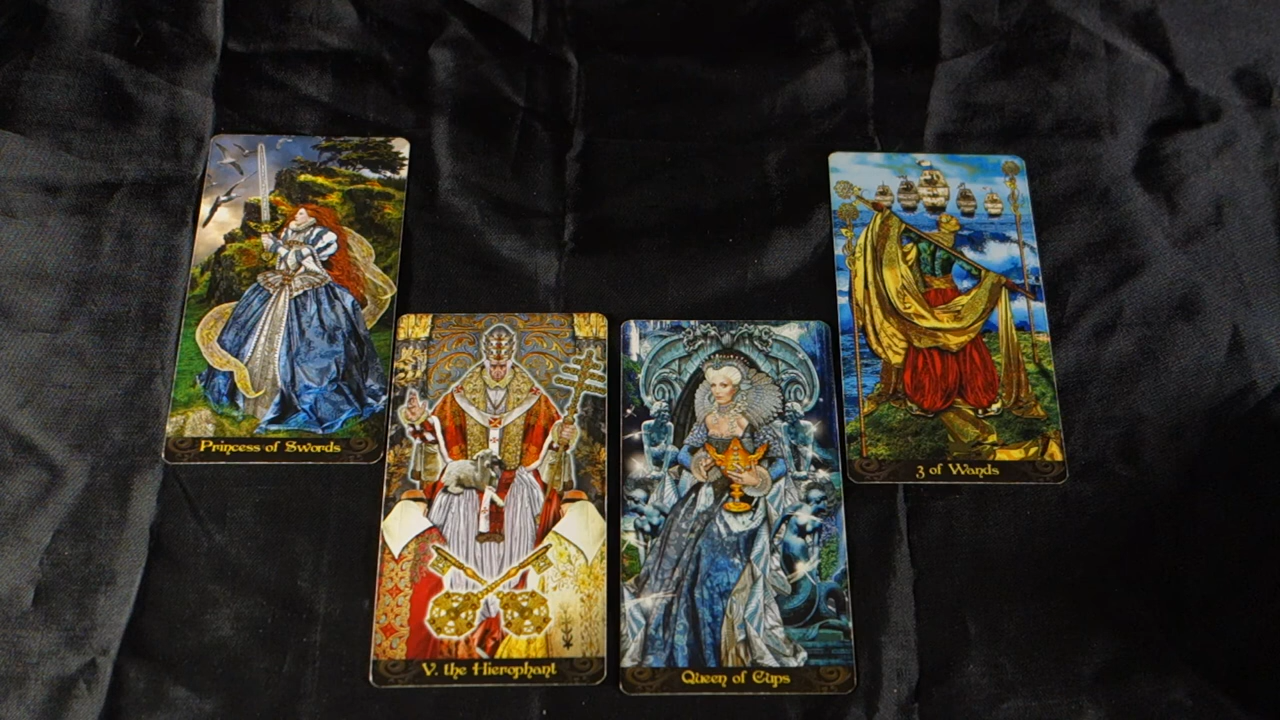 Princess of Swords
V. the Hierophant
Queen of Cups
3 of Wands